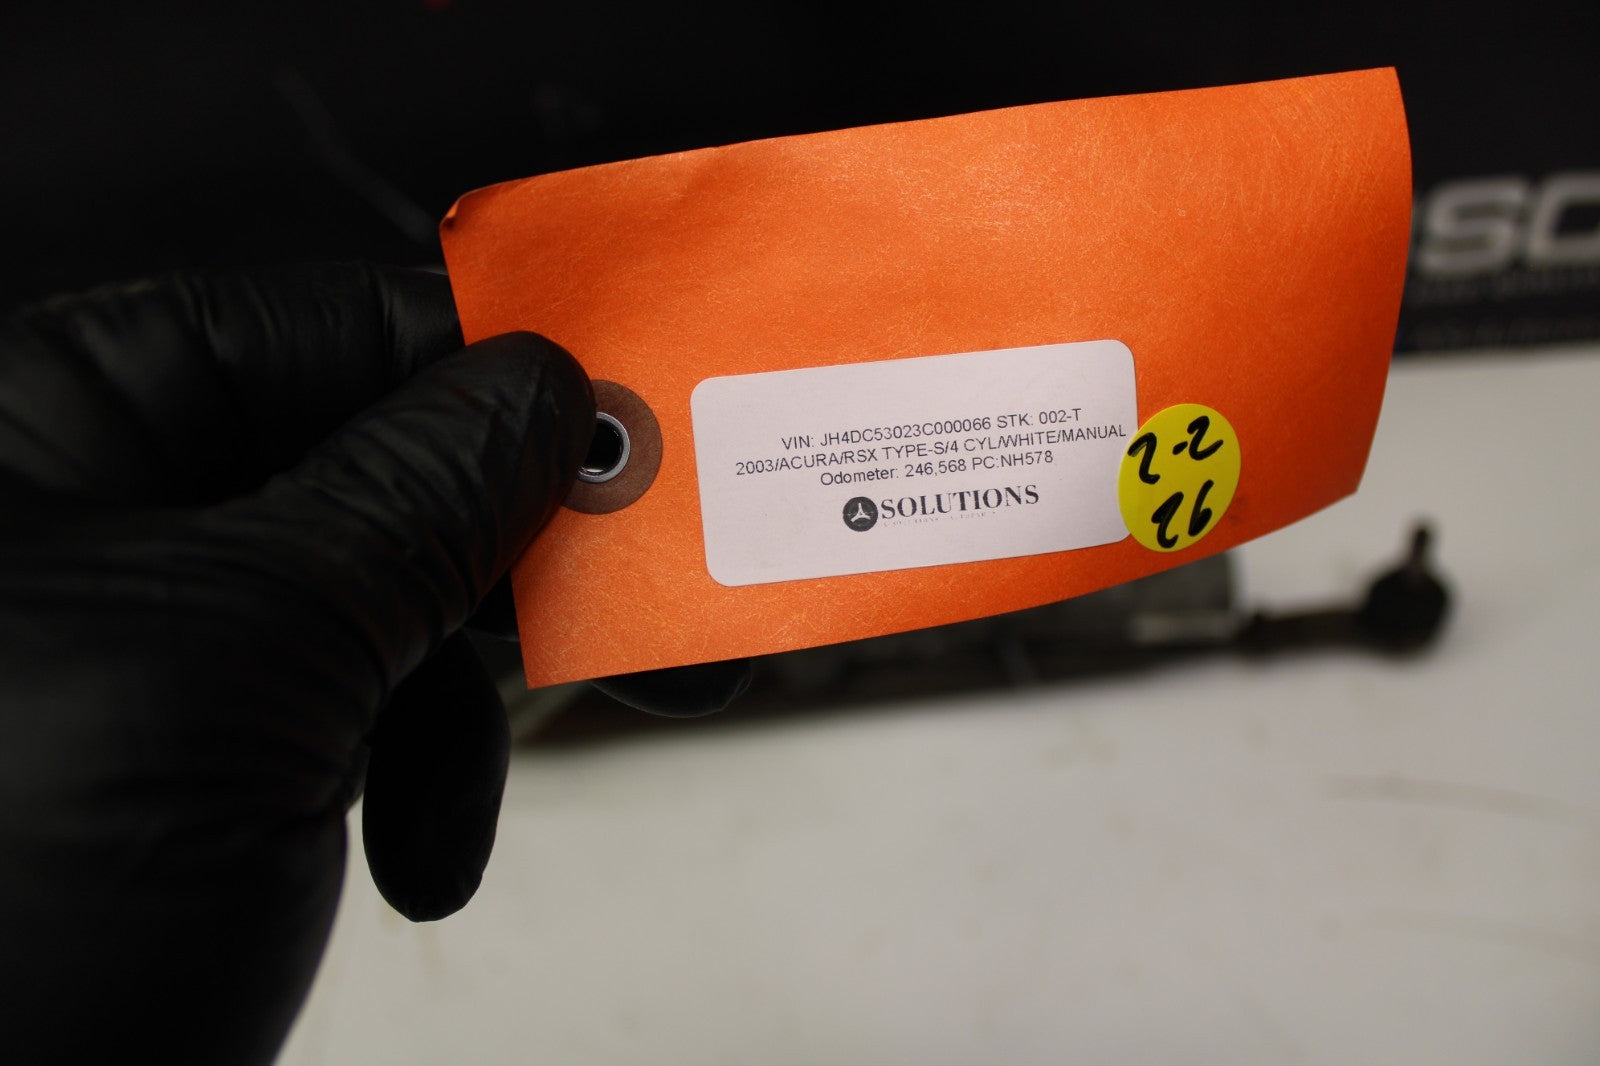 VIN: JH4DC53023C000066 STK: 002-T
2003/ACURA/RSX TYPE-S/4 CYL/WHITE/MANUAL
Odometer: 246,568 PC:NH578
SOLUTIONS
2-2
26